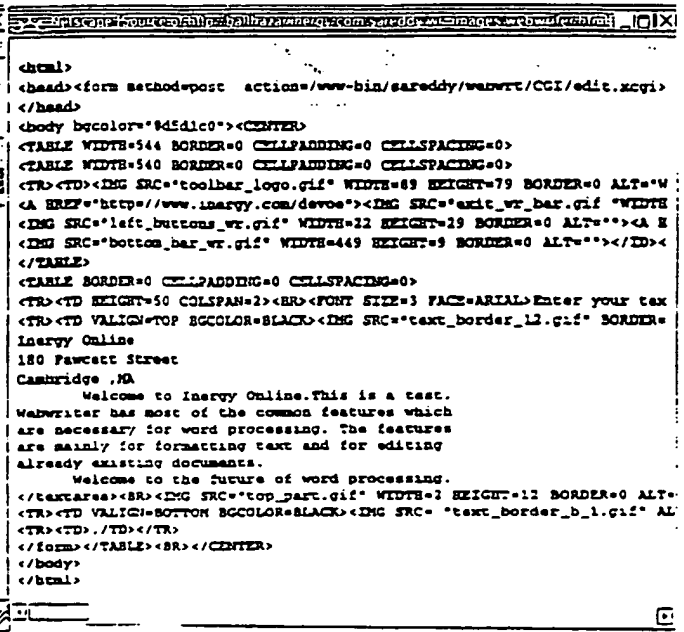 <html>
<head><form method=post action=/www-bin/sareddy/webwrt/CGI/edit.xcgi>
</head>
<body bgcolor="#d5d1c0"><CENTER>
<TABLE WIDTH=544 BORDER=0 CELLPADDING=0 CELLSPACING=0>
<TABLE WIDTH=540 BORDER=0 CELLPADDING=0 CELLSPACING=0>
<TR><TD><IMG SRC="toolbar_logo.gif" WIDTH=89 HEIGHT=79 BORDER=0 ALT="W
<A HREF="http://www.inergy.com/devoe"><IMG SRC="exit_wr_bar.gif "WIDTH
<IMG SRC="left_buttons_wr.gif" WIDTH=22 HEIGHT=29 BORDER=0 ALT=""><A H
<IMG SRC="bottom_bar_wr.gif" WIDTH=449 HEIGHT=9 BORDER=0 ALT=""></TD><
</TABLE>
<TABLE BORDER=0 CELLPADDING=0 CELLSPACING=0>
<TR><TD HEIGHT=50 COLSPAN=2><BR><FONT SIZE=3 FACE=ARIAL>Enter your tex
<TR><TD VALIGN=TOP BGCOLOR=BLACK><IMG SRC="text_border_12.gif" BORDER=
Inergy Online
180 Fawcett Street
Cambridge ,MA
Welcome to Inergy Online.This is a test.
Webwriter has most of the common features which
are necessary for word processing. The features
are mainly for formatting text and for editing
already existing documents.
Welcome to the future of word processing.
</textarea><BR><IMG SRC="top_part.gif" WIDTH=2 HEIGHT=12 BORDER=0 ALT=
<TR><TD VALIGN=BOTTOM BGCOLOR=BLACK><IMG SRC= "text_border_b_1.gif" AL
<TR><TD>./TD></TR>
</form></TABLE><BR></CENTER>
</body>
</html>